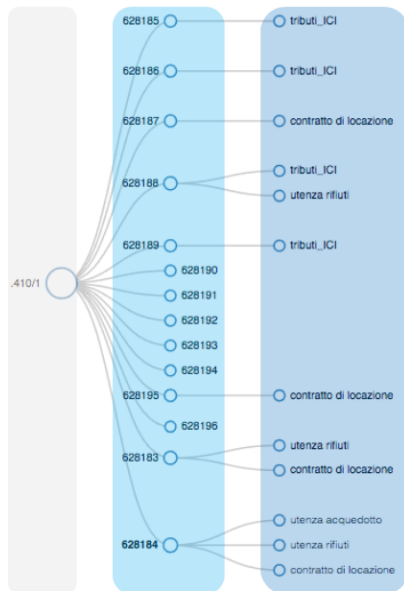 628185
tributi_ICI
628186
tributi_ICI
628187
contratto di locazione
tributi_ICI
628188
utenza rifiuti
628189
tributi_ICI
628190
.410/1
628191
628192
628193
628194
628195
contratto di locazione
628196
utenza rifiuti
628183
contratto di locazione
utenza acquedotto
628184
utenza rifiuti
contratto di locazione